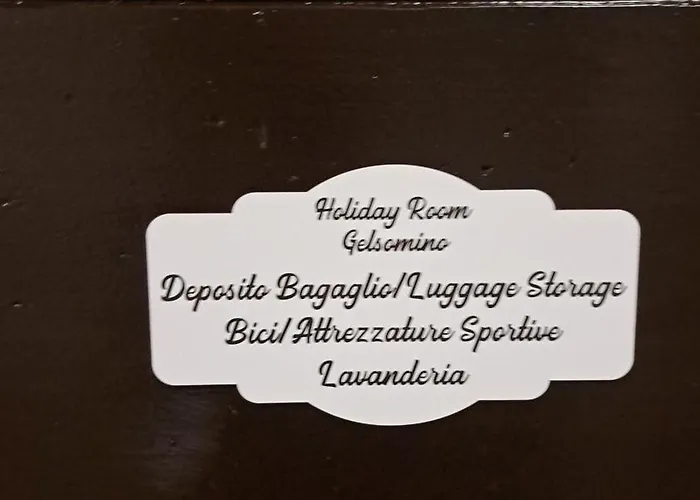 Holiday Room
Gelsomino
Deposito Bagaglio/Luggage Storage
Bici/Attrezzature Sportive
Lavanderia